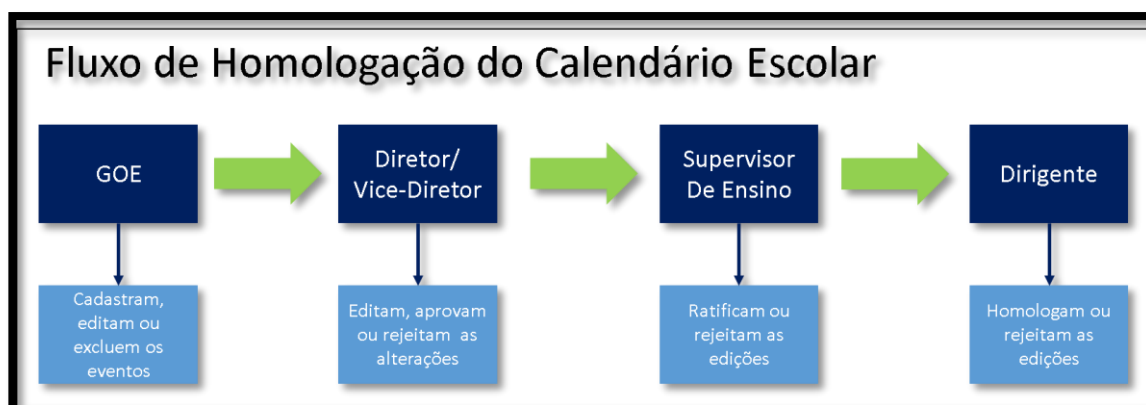 Fluxo de Homologação do Calendário Escolar
GOE
Diretor/
Vice-Diretor
Supervisor
De Ensino
Dirigente
Cadastram,
editam ou
excluem os
eventos
Editam, aprovam
ou rejeitam as
alterações
Ratificam ou
rejeitam as
edições
Homologam ou
rejeitam as
edições